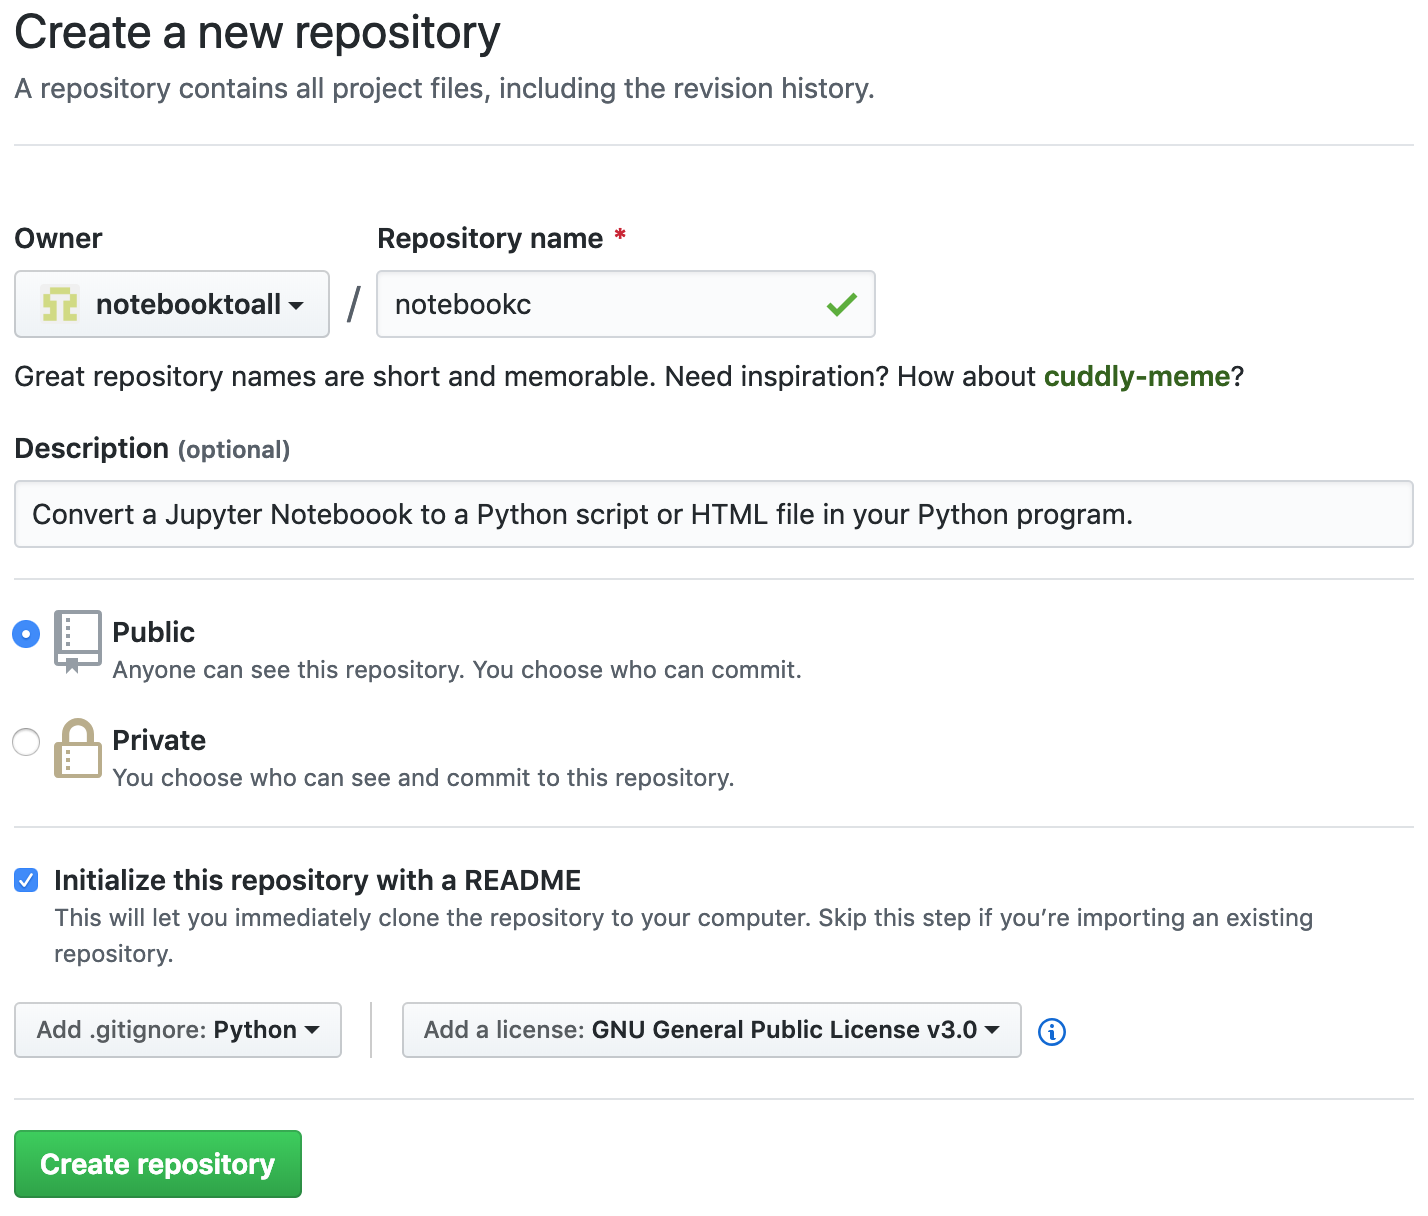 Create a new repository
A repository contains all project files, including the revision history.
Owner
Repository name *
notebooktoall / notebookc
Great repository names are short and memorable. Need inspiration? How about cuddly-meme?
Description (optional)
Convert a Jupyter Noteboook to a Python script or HTML file in your Python program.
Public
Anyone can see this repository. You choose who can commit.
Private
You choose who can see and commit to this repository.
Initialize this repository with a README
This will let you immediately clone the repository to your computer. Skip this step if you’re importing an existing
repository.
Add .gitignore: Python
Add a license: GNU General Public License v3.0
Create repository